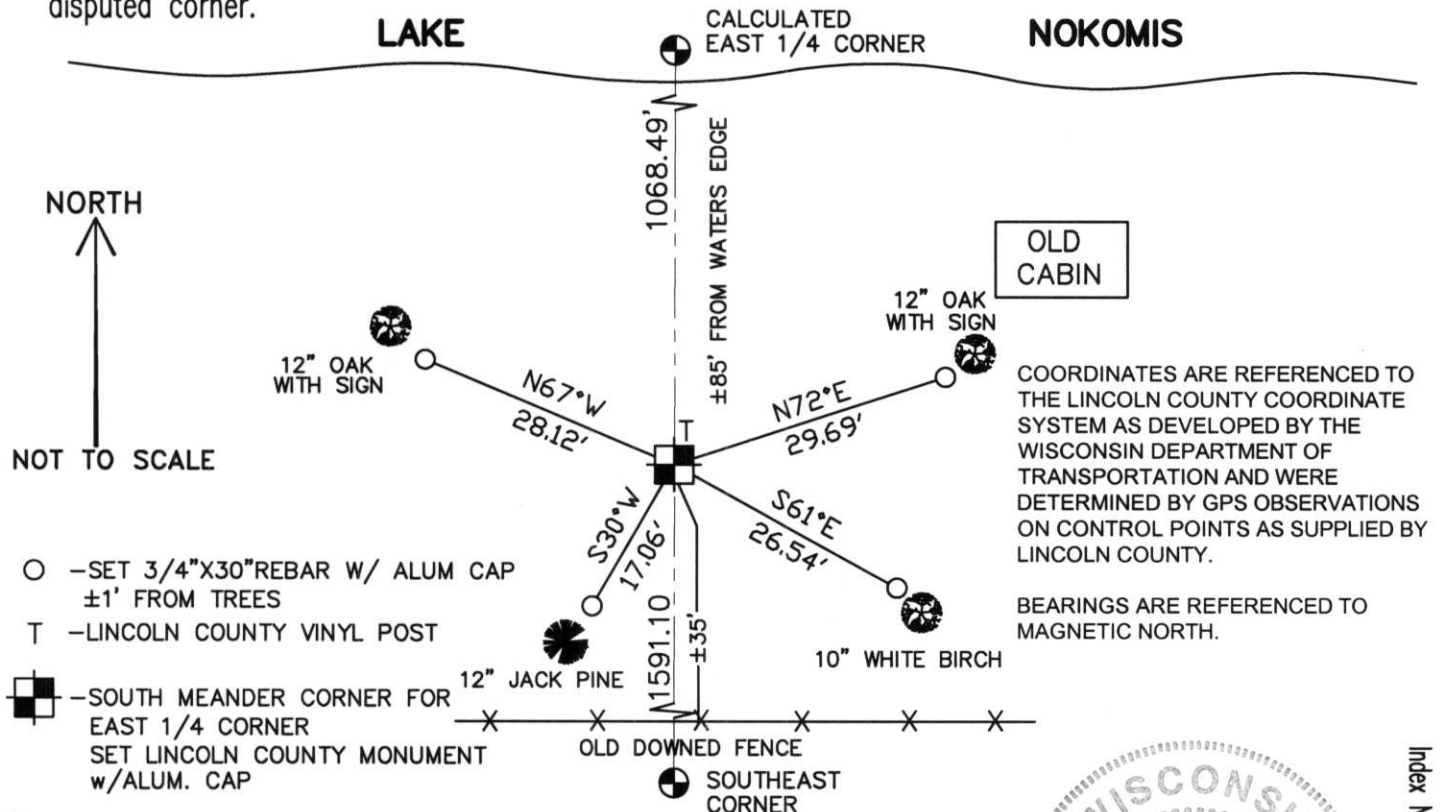 disputed corner.
LAKE
CALCULATED
EAST 1/4 CORNER
NOKOMIS
1068.49'
±85' FROM WATERS EDGE
NORTH
OLD
CABIN
12" OAK
WITH SIGN
12" OAK
WITH SIGN
N67°W
28.12'
N72°E
29.69'
T
NOT TO SCALE
COORDINATES ARE REFERENCED TO
THE LINCOLN COUNTY COORDINATE
SYSTEM AS DEVELOPED BY THE
WISCONSIN DEPARTMENT OF
TRANSPORTATION AND WERE
DETERMINED BY GPS OBSERVATIONS
ON CONTROL POINTS AS SUPPLIED BY
LINCOLN COUNTY.
S30°W
17.06'
S61°E
26.54'
–SET 3/4"X30"REBAR W/ ALUM CAP
±1' FROM TREES
T –LINCOLN COUNTY VINYL POST
BEARINGS ARE REFERENCED TO
MAGNETIC NORTH.
1591.10
±35'
10" WHITE BIRCH
12" JACK PINE
–SOUTH MEANDER CORNER FOR
EAST 1/4 CORNER
SET LINCOLN COUNTY MONUMENT
w/ALUM. CAP
OLD DOWNED FENCE
SOUTHEAST
CORNER
Index